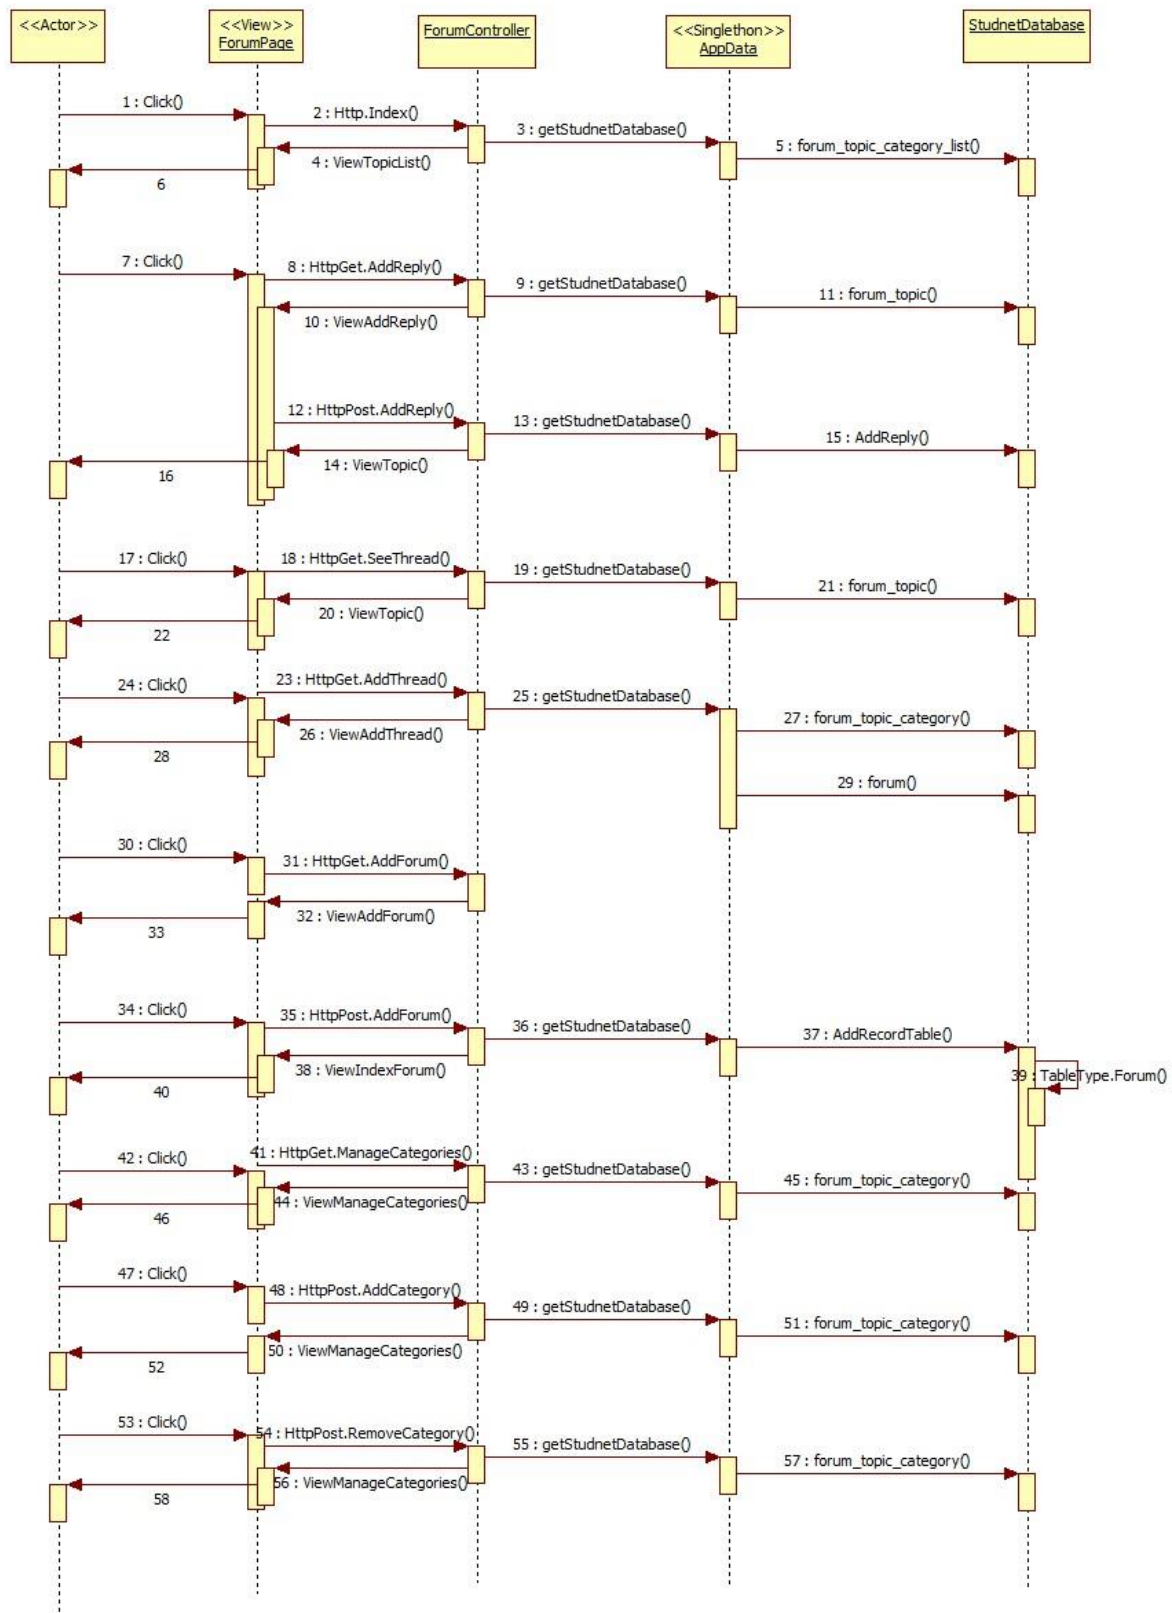 <<Actor>>
<<View>>
ForumPage
ForumController
<<Singlethon>>
AppData
StudnetDatabase
1 : Click()
2 : Http.Index()
3 : getStudnetDatabase()
4 : ViewTopicList()
5 : forum_topic_category_list()
6
7 : Click()
8 : HttpGet.AddReply()
9 : getStudnetDatabase()
10 : ViewAddReply()
11 : forum_topic()
12 : HttpPost.AddReply()
13 : getStudnetDatabase()
14 : ViewTopic()
15 : AddReply()
16
17 : Click()
18 : HttpGet.SeeThread()
19 : getStudnetDatabase()
20 : ViewTopic()
21 : forum_topic()
22
23 : HttpGet.AddThread()
24 : Click()
25 : getStudnetDatabase()
26 : ViewAddThread()
27 : forum_topic_category()
28
29 : forum()
30 : Click()
31 : HttpGet.AddForum()
32 : ViewAddForum()
33
34 : Click()
35 : HttpPost.AddForum()
36 : getStudnetDatabase()
37 : AddRecordTable()
38 : ViewIndexForum()
39 : TableType.Forum()
40
41 : HttpGet.ManageCategories()
42 : Click()
43 : getStudnetDatabase()
44 : ViewManageCategories()
45 : forum_topic_category()
46
47 : Click()
48 : HttpPost.AddCategory()
49 : getStudnetDatabase()
50 : ViewManageCategories()
51 : forum_topic_category()
52
53 : Click()
54 : HttpPost.RemoveCategory()
55 : getStudnetDatabase()
56 : ViewManageCategories()
57 : forum_topic_category()
58